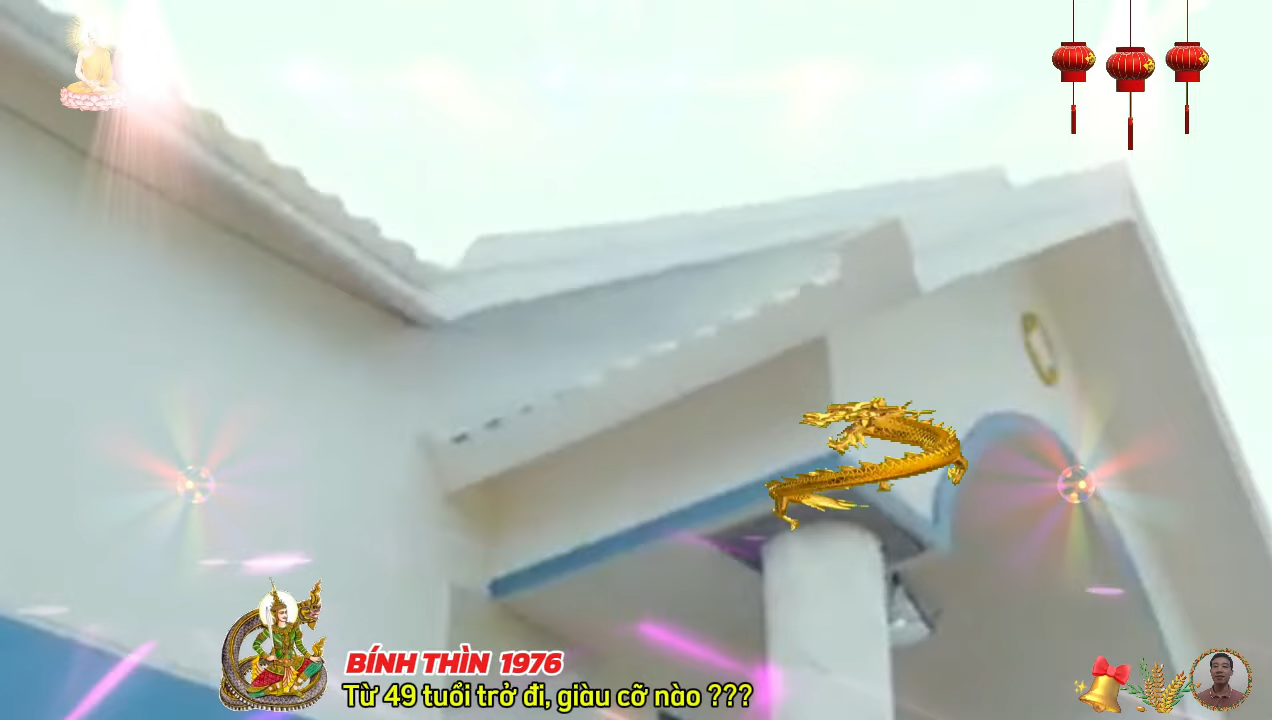 BÍNH THÌN 1976
Từ 49 tuổi trở đi, giàu cỡ nào ???